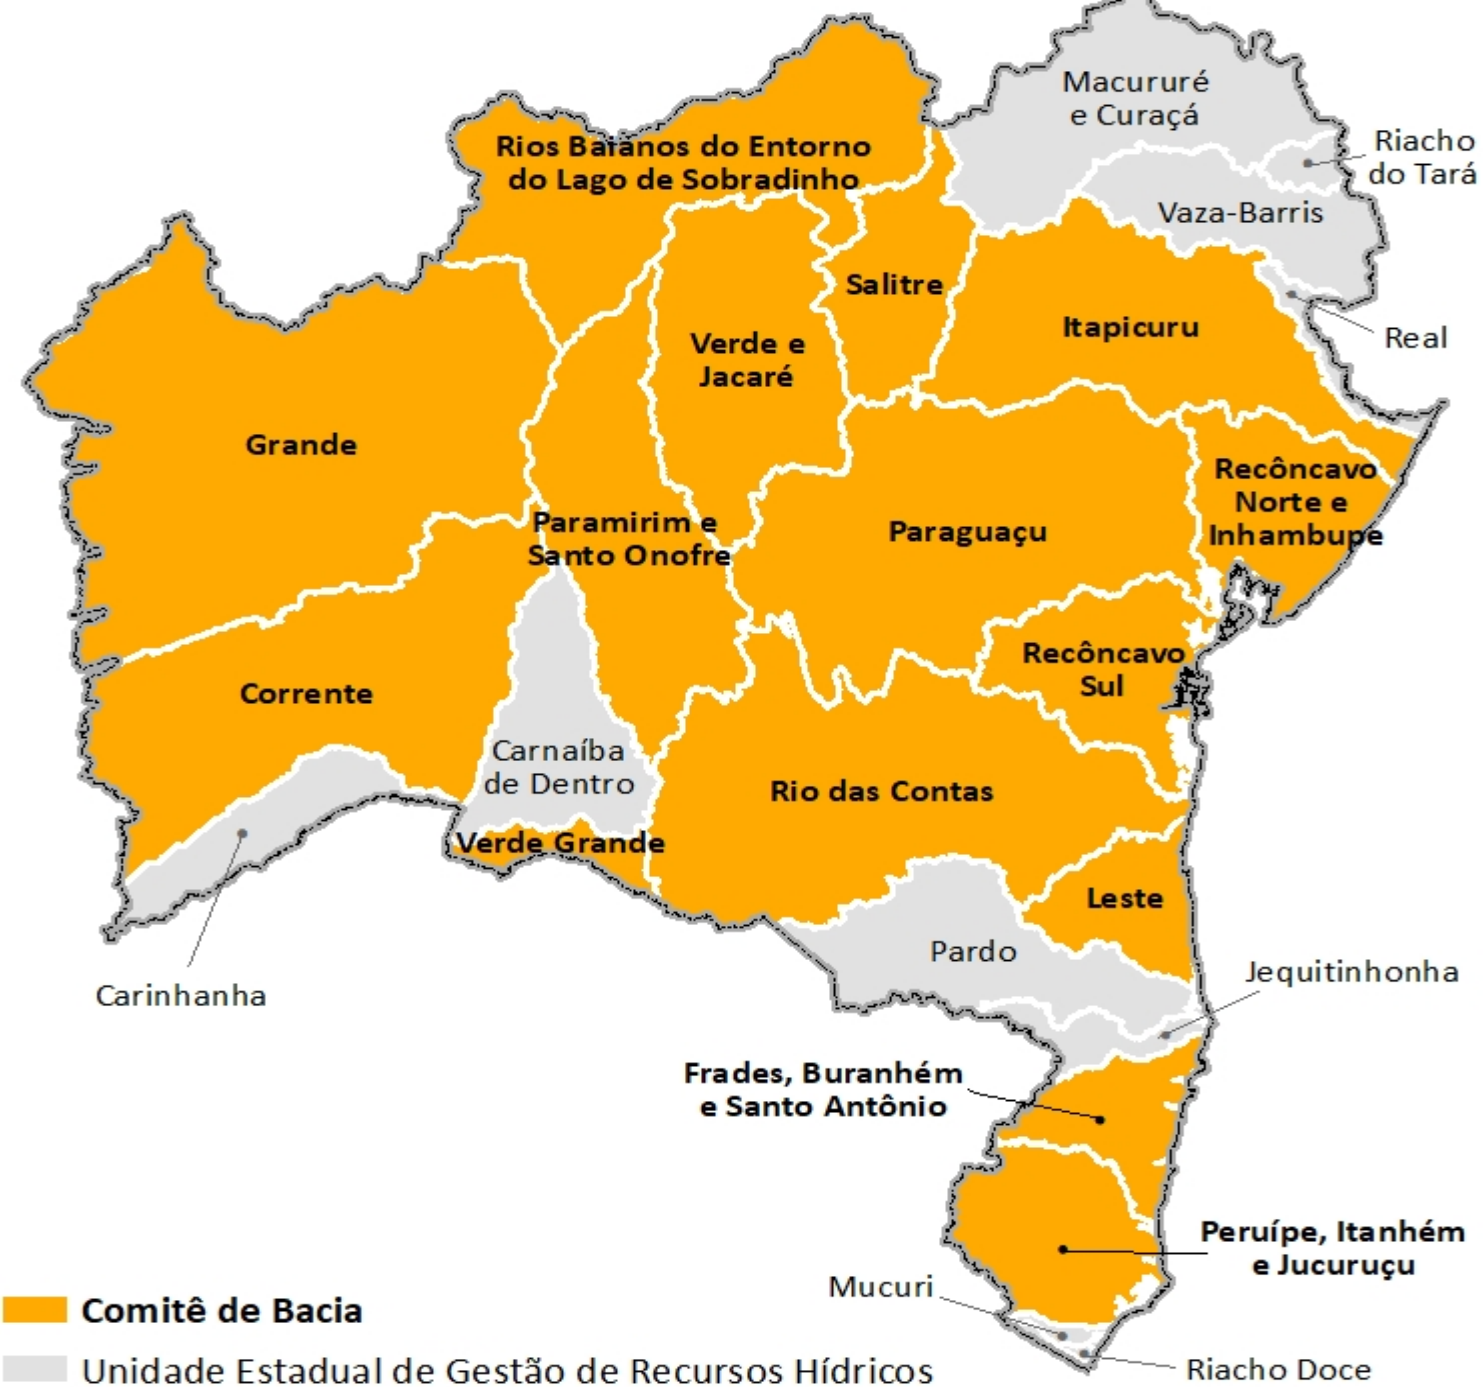 Macururé
e Curaçá
Riacho
do Tará
Rios Baianos do Entorno
do Lago de Sobradinho
Vaza-Barris
Salitre
Itapicuru
Real
Verde e
Jacaré
Grande
Recôncavo
Norte e
Inhambupe
Paramirim e
Santo Onofre
Paraguaçu
Recôncavo
Sul
Corrente
Carnaíba
de Dentro
Rio das Contas
Verde Grande
Leste
Pardo
Jequitinhonha
Carinhanha
Frades, Buranhém
e Santo Antônio
Peruípe, Itanhém
e Jucuruçu
Mucuri
Riacho Doce
Comitê de Bacia
Unidade Estadual de Gestão de Recursos Hídricos